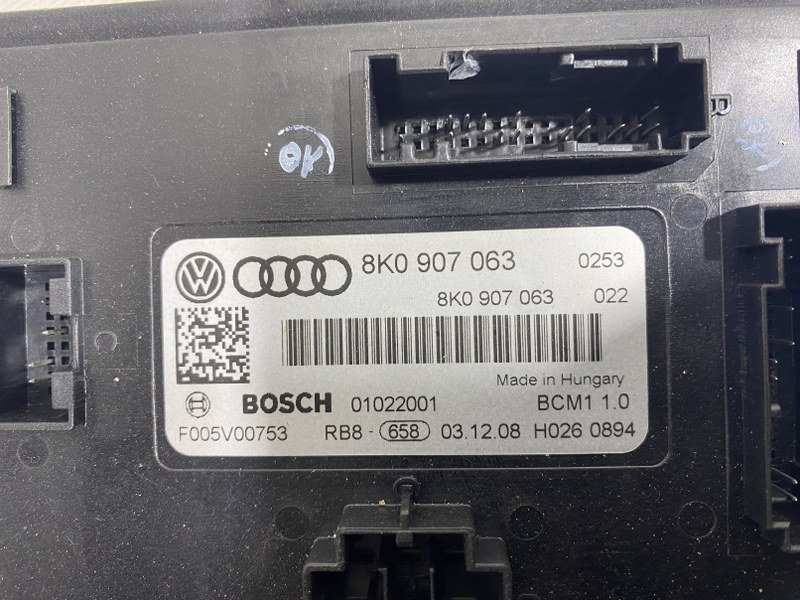 B
8K0 907 063 0253
8K0 907 063 022
Made in Hungary
BOSCH 01022001 BCM1 1.0
F005V00753 RB8 - 658 03.12.08 H026 0894
C